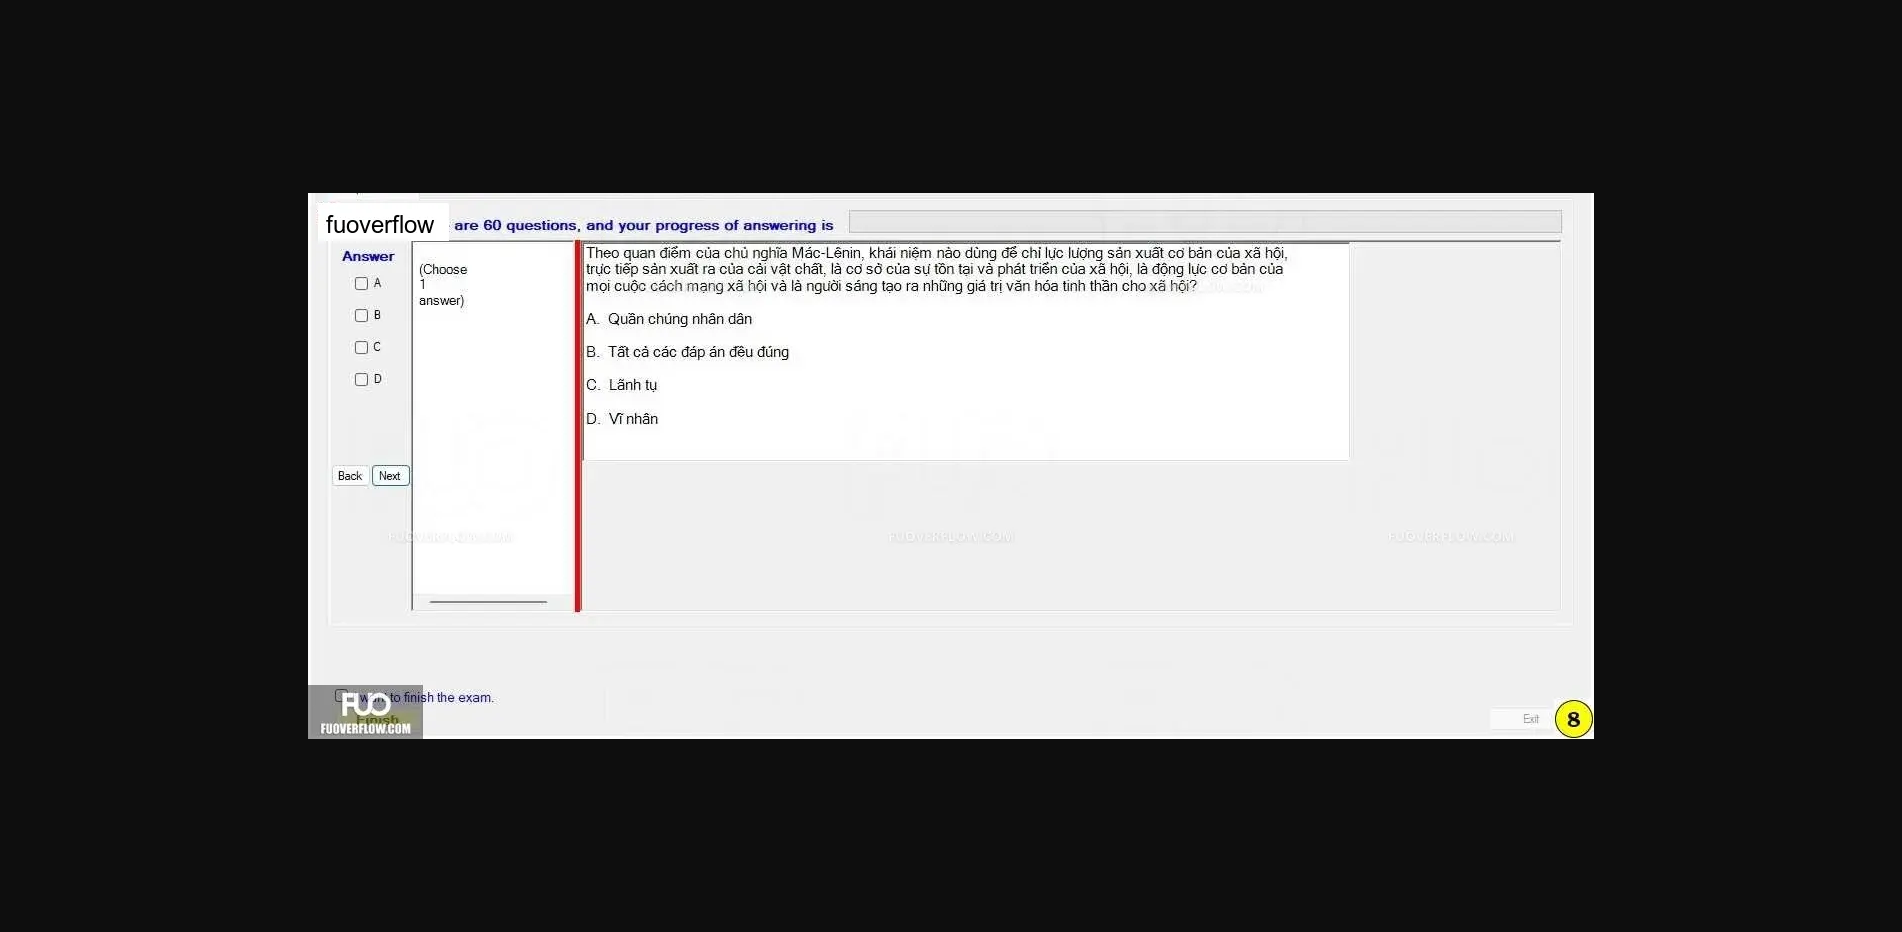 fuoverflow are 60 questions, and your progress of answering is
Answer
A
B
C
D
Back Next
(Choose
1
answer)
Theo quan điểm của chủ nghĩa Mác-Lênin, khái niệm nào dùng để chỉ lực lượng sản xuất cơ bản của xã hội,
trực tiếp sản xuất ra của cải vật chất, là cơ sở của sự tồn tại và phát triển của xã hội, là động lực cơ bản của
mọi cuộc cách mạng xã hội và là người sáng tạo ra những giá trị văn hóa tinh thần cho xã hội?
A. Quần chúng nhân dân
B. Tất cả các đáp án đều đúng
C. Lãnh tụ
D. Vĩ nhân
FUOVERFLOW.COM FUOVERFLOW.COM FUOVERFLOW.COM
want to finish the exam.
FUO
Finish
FUOVERFLOW.COM
Exit
8